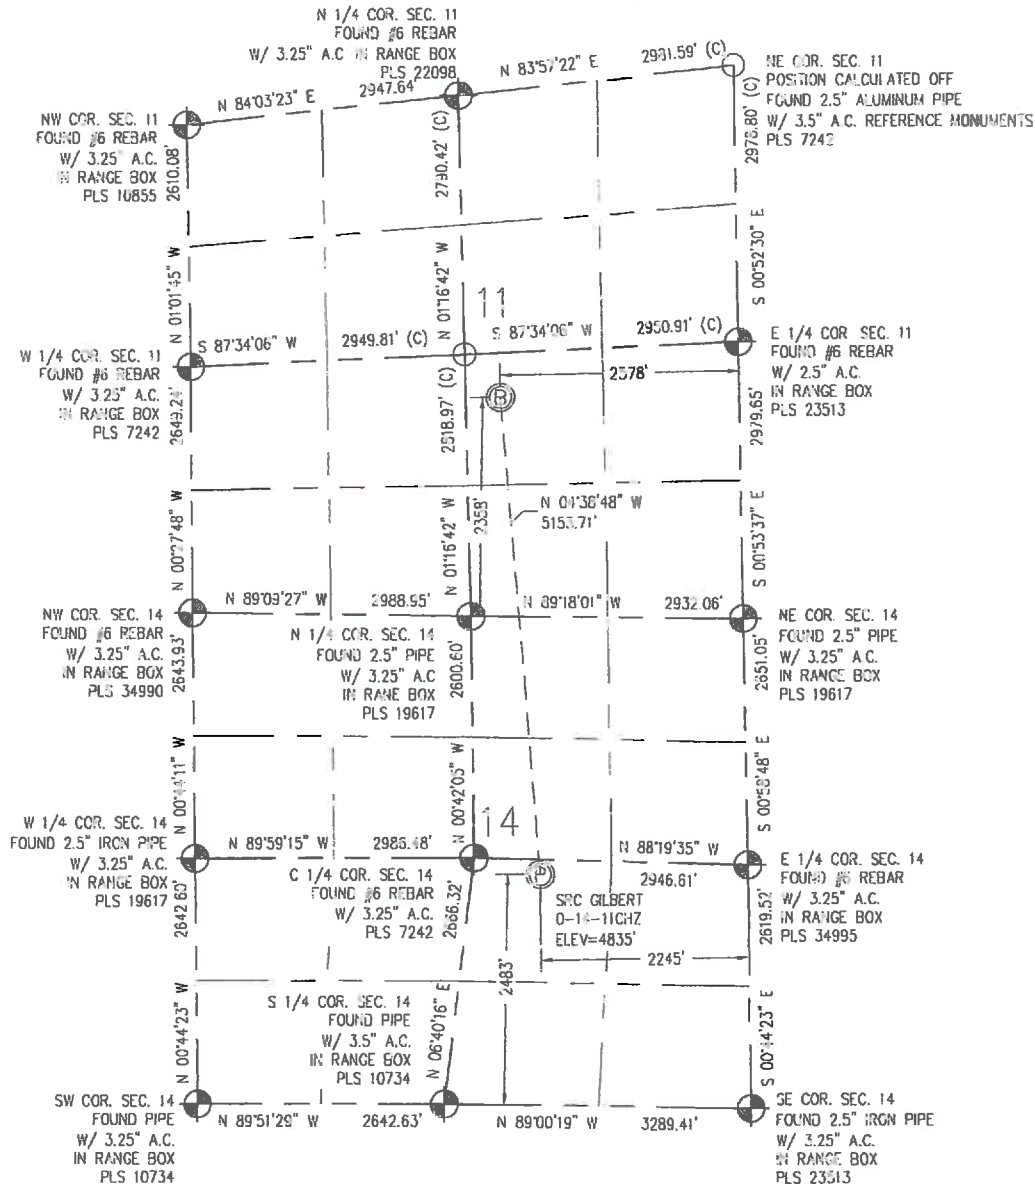 N 1/4 COR. SEC. 11
FOUND #6 REBAR
W/ 3.25" A.C IN RANGE BOX
PLS 22098
N 84°03'23" E
2947.64'
N 83°57'22" E
2981.59' (C)
NE COR. SEC. 11
POSITION CALCULATED OFF
FOUND 2.5" ALUMINUM PIPE
W/ 3.5" A.C. REFERENCE MONUMENTS
PLS 7242
NW COR. SEC. 11
FOUND #6 REBAR
W/ 3.25" A.C.
IN RANGE BOX
PLS 10855
2610.08'
N 01°01'45" W
2790.42' (C)
N 01°16'42" W
2976.80' (C)
S 00°52'30" E
11
W 1/4 COR. SEC. 11
FOUND #6 REBAR
W/ 3.25" A.C.
IN RANGE BOX
PLS 7242
S 87°34'06" W
2949.81' (C)
S 87°34'06" W
2950.91' (C)
E 1/4 COR. SEC. 11
FOUND #6 REBAR
W/ 2.5" A.C.
IN RANGE BOX
PLS 23513
2578'
B
2649.24'
N 00°27'48" W
2518.97' (C)
N 01°16'42" W
2358'
N 04°38'48" W
5153.71'
2979.65'
S 00°53'37" E
NW COR. SEC. 14
FOUND #6 REBAR
W/ 3.25" A.C.
IN RANGE BOX
PLS 34990
N 89°09'27" W
2988.95'
N 1/4 COR. SEC. 14
FOUND 2.5" PIPE
W/ 3.25" A.C
IN RANE BOX
PLS 19617
N 89°18'01" W
2932.06'
NE COR. SEC. 14
FOUND 2.5" PIPE
W/ 3.25" A.C.
IN RANGE BOX
PLS 19617
2643.93'
N 00°44'11" W
2600.60'
N 00°42'05" W
2651.05'
S 00°58'48" E
14
W 1/4 COR. SEC. 14
FOUND 2.5" IRON PIPE
W/ 3.25" A.C.
IN RANGE BOX
PLS 19617
N 89°59'15" W
2986.48'
C 1/4 COR. SEC. 14
FOUND #6 REBAR
W/ 3.25" A.C.
PLS 7242
N 88°19'35" W
2946.61'
E 1/4 COR. SEC. 14
FOUND #6 REBAR
W/ 3.25" A.C.
IN RANGE BOX
PLS 34995
P
SRC GILBERT
ELEV=4835'
2245'
2483'
2642.60'
N 00°44'23" W
2666.32'
N 06°40'16" E
2619.52'
S 00°44'23" E
S 1/4 COR. SEC. 14
FOUND PIPE
W/ 3.5" A.C.
IN RANGE BOX
PLS 10734
SW COR. SEC. 14
FOUND PIPE
W/ 3.25" A.C.
IN RANGE BOX
PLS 10734
N 89°51'29" W
2642.63'
N 89°00'19" W
3289.41'
SE COR. SEC. 14
FOUND 2.5" IRON PIPE
W/ 3.25" A.C.
IN RANGE BOX
PLS 23513